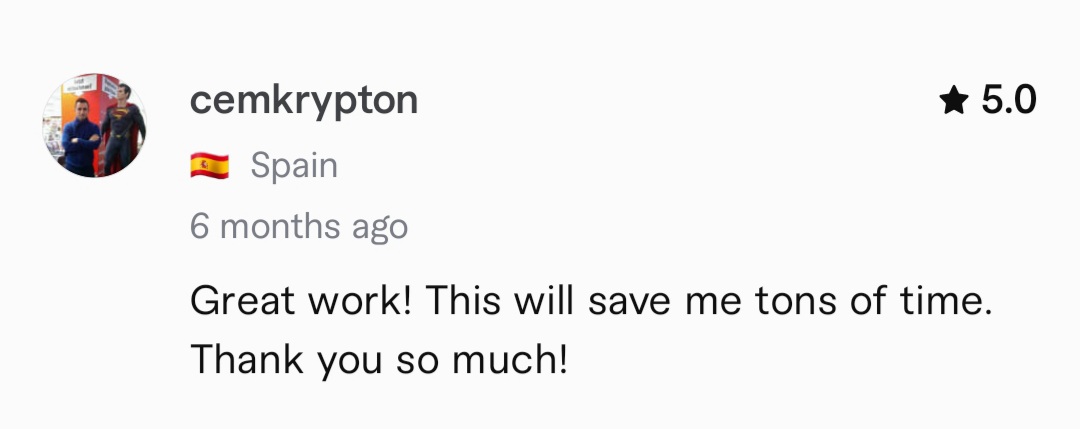 cemkrypton
★ 5.0
Spain
6 months ago
Great work! This will save me tons of time.
Thank you so much!